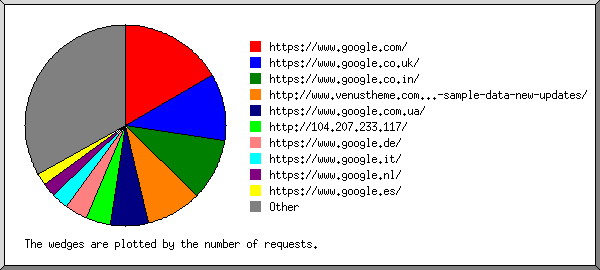 https://www.google.com/
https://www.google.co.uk/
https://www.google.co.in/
http://www.venustheme.com...-sample-data-new-updates/
https://www.google.com.ua/
http://104.207.233.117/
https://www.google.de/
https://www.google.it/
https://www.google.nl/
https://www.google.es/
Other
The wedges are plotted by the number of requests.